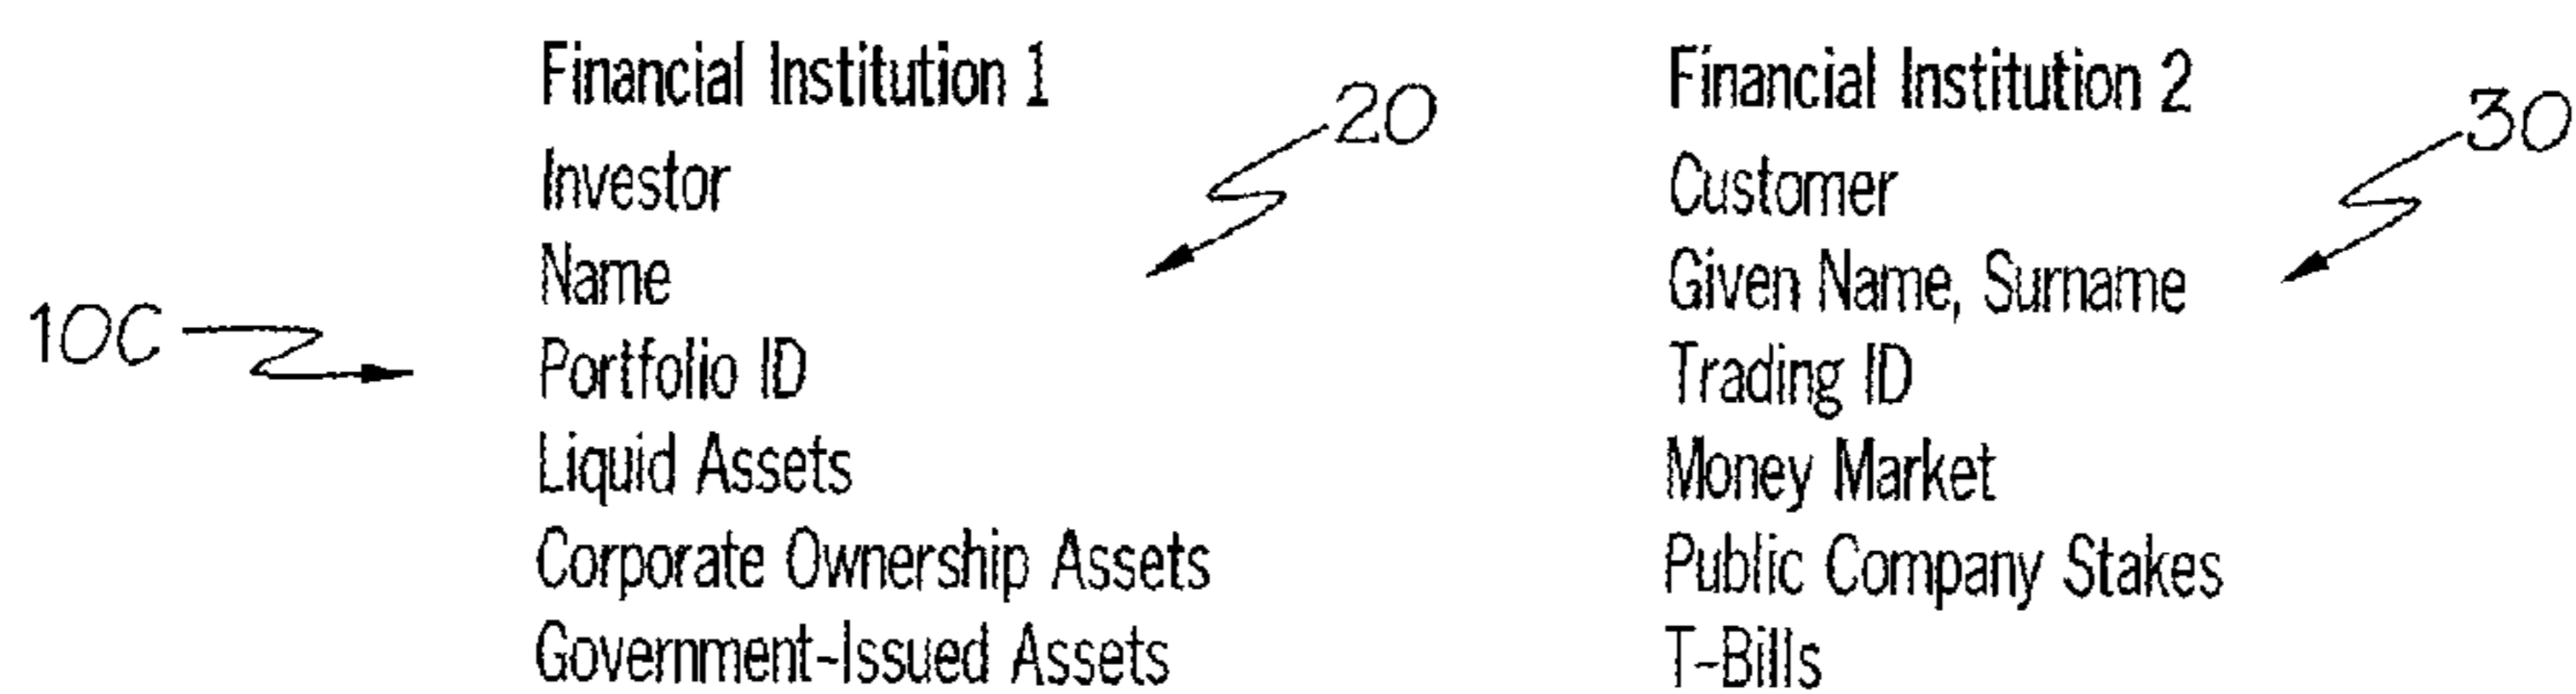 Financial Institution 1
Investor
Name
Portfolio ID
Liquid Assets
Corporate Ownership Assets
Government-Issued Assets
20
10C
Financial Institution 2
Customer
Given Name, Surname
Trading ID
Money Market
Public Company Stakes
T-Bills
30